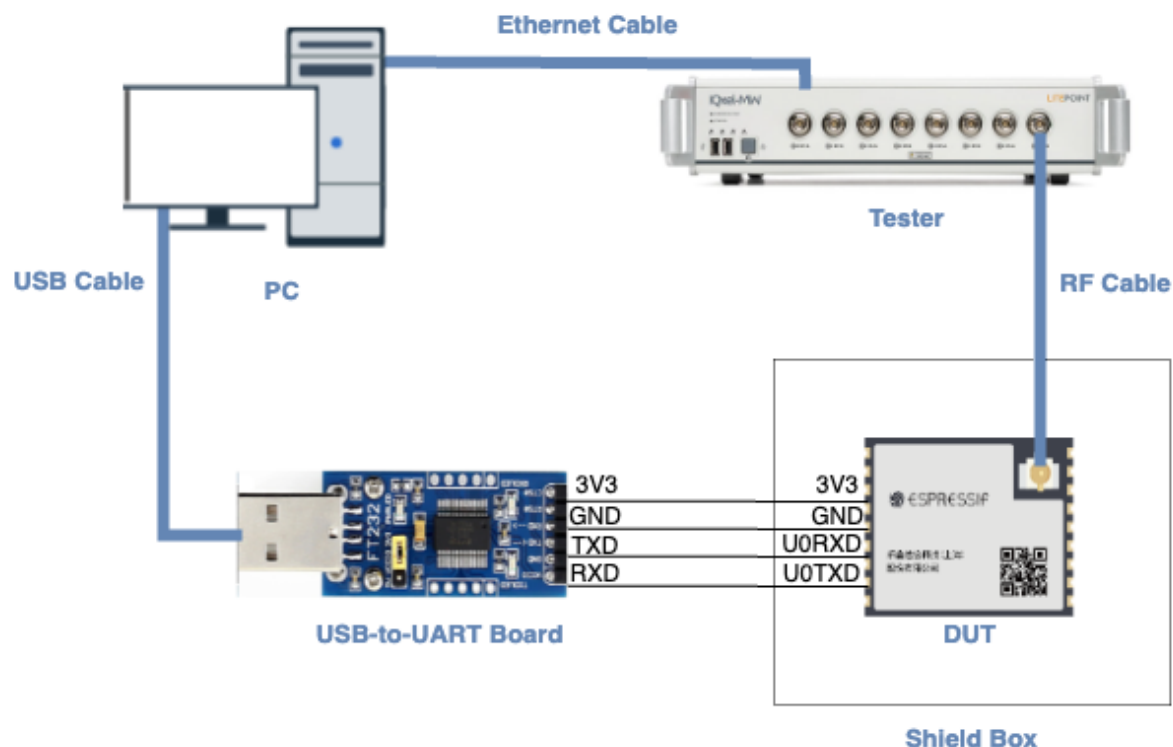 Ethernet Cable
IQxel-MW
LITEPOINT
Tester
USB Cable
PC
RF Cable
3V3
GND
TXD
RXD
3V3
GND
U0RXD
U0TXD
ESPRESSIF
FT232
USB-to-UART Board
DUT
Shield Box